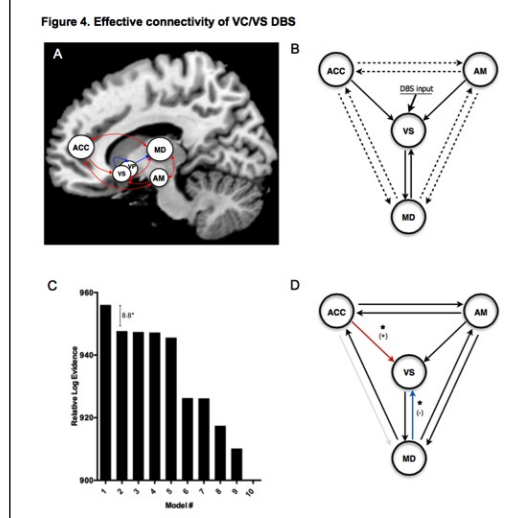 Figure 4. Effective connectivity of VC/VS DBS
A
ACC
MD
VP
VS
AM
B
ACC
AM
DBS input
VS
MD
C
960
8.8*
940
920
900
Relative Log Evidence
1 2 3 4 5 6 7 8 9 10
Model #
D
ACC
AM
*
(+)
VS
*
(-)
MD